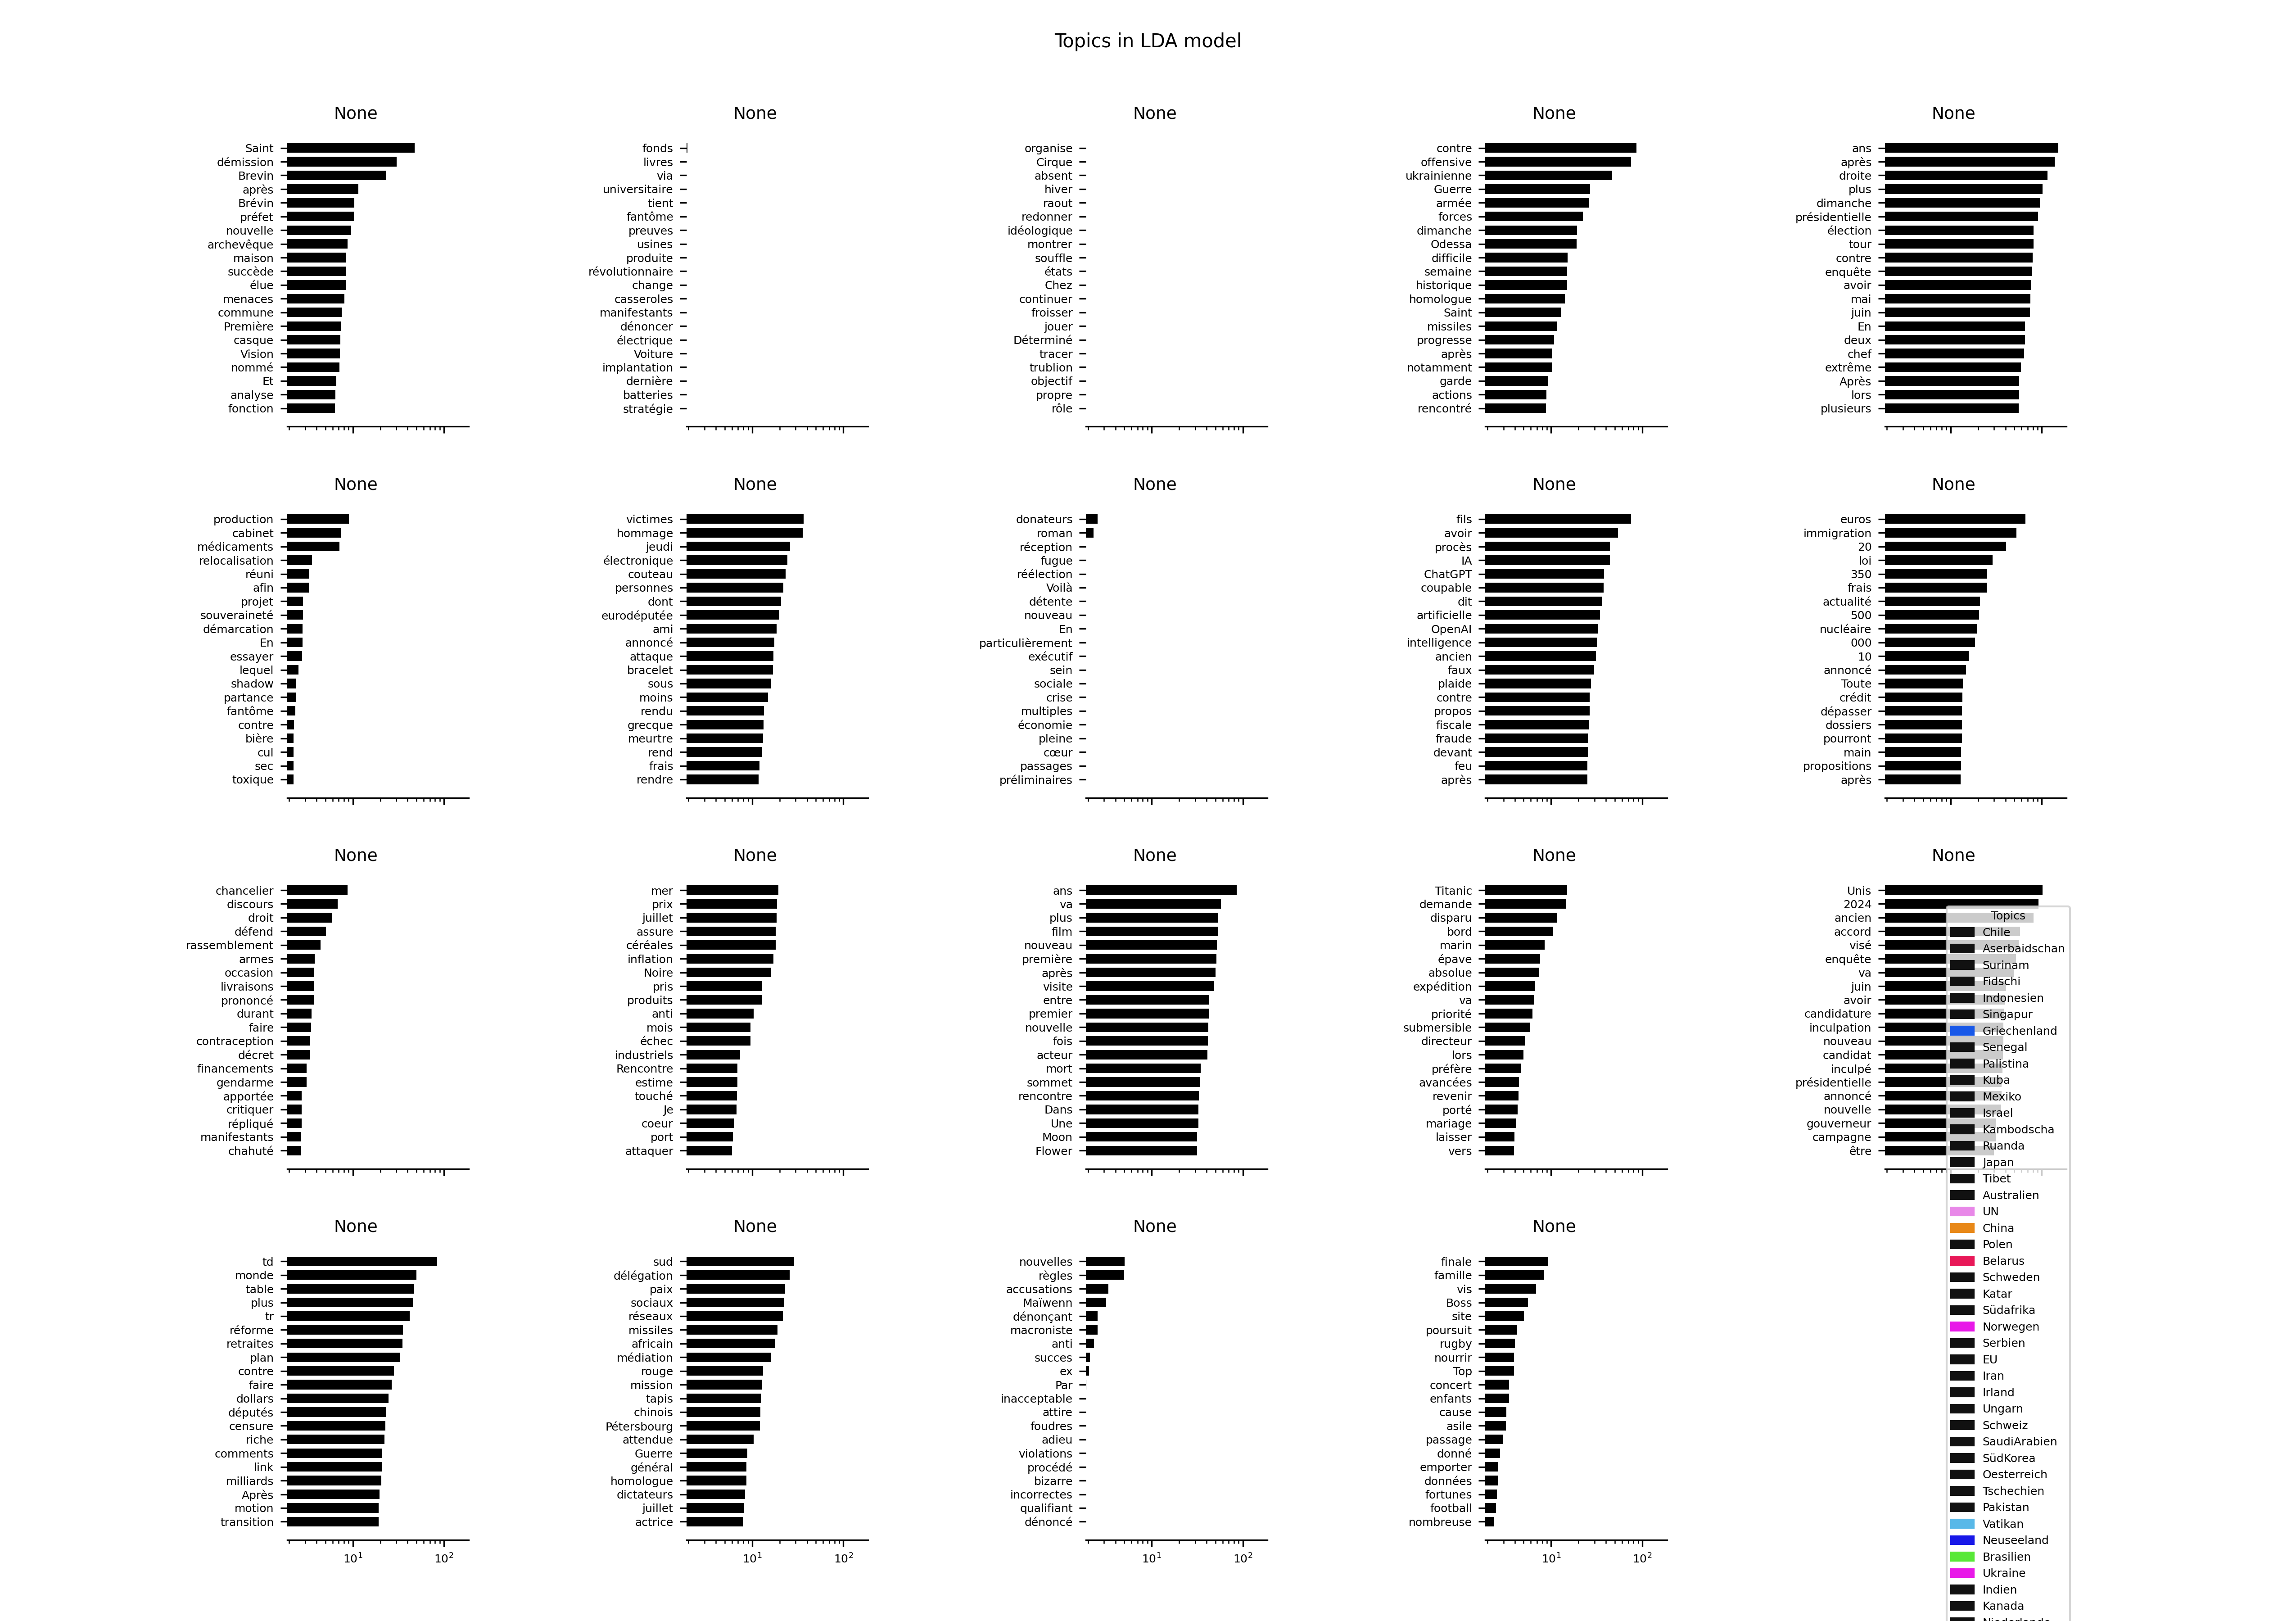 Topics in LDA model
None
Saint
démission
Brevin
après
Brévin
préfet
nouvelle
archevêque
maison
succède
élue
menaces
commune
Première
casque
Vision
nommé
Et
analyse
fonction
None
fonds
livres
via
universitaire
tient
fantôme
preuves
usines
produite
révolutionnaire
change
casseroles
manifestants
dénoncer
électrique
Voiture
implantation
dernière
batteries
stratégie
None
organise
Cirque
absent
hiver
raout
redonner
idéologique
montrer
souffle
états
Chez
continuer
froisser
jouer
Déterminé
tracer
trublion
objectif
propre
rôle
None
contre
offensive
ukrainienne
Guerre
armée
forces
dimanche
Odessa
difficile
semaine
historique
homologue
Saint
missiles
progresse
après
notamment
garde
actions
rencontré
None
ans
après
droite
plus
dimanche
présidentielle
élection
tour
contre
enquête
avoir
mai
juin
En
deux
chef
extrême
Après
lors
plusieurs
None
production
cabinet
médicaments
relocalisation
réuni
afin
projet
souveraineté
démarcation
En
essayer
lequel
shadow
partance
fantôme
contre
bière
cul
sec
toxique
None
victimes
hommage
jeudi
électronique
couteau
personnes
dont
eurodéputée
ami
annoncé
attaque
bracelet
sous
moins
rendu
grecque
meurtre
rend
frais
rendre
None
donateurs
roman
réception
fugue
réélection
Voilà
détente
nouveau
En
particulièrement
exécutif
sein
sociale
crise
multiples
économie
pleine
cœur
passages
préliminaires
None
fils
avoir
procès
IA
ChatGPT
coupable
dit
artificielle
OpenAI
intelligence
ancien
faux
plaide
contre
propos
fiscale
fraude
devant
feu
après
None
euros
immigration
20
loi
350
frais
actualité
500
nucléaire
000
10
annoncé
Toute
crédit
dépasser
dossiers
pourront
main
propositions
après
None
chancelier
discours
droit
défend
rassemblement
armes
occasion
livraisons
prononcé
durant
faire
contraception
décret
financements
gendarme
apportée
critiquer
répliqué
manifestants
chahuté
None
mer
prix
juillet
assure
céréales
inflation
Noire
pris
produits
anti
mois
échec
industriels
Rencontre
estime
touché
Je
coeur
port
attaquer
None
ans
va
plus
film
nouveau
première
après
visite
entre
premier
nouvelle
fois
acteur
mort
sommet
rencontre
Dans
Une
Moon
Flower
None
Titanic
demande
disparu
bord
marin
épave
absolue
expédition
va
priorité
submersible
directeur
lors
préfère
avancées
revenir
porté
mariage
laisser
vers
None
Unis
2024
ancien
accord
visé
enquête
va
juin
avoir
candidature
inculpation
nouveau
candidat
inculpé
présidentielle
annoncé
nouvelle
gouverneur
campagne
être
None
td
monde
table
plus
tr
réforme
retraites
plan
contre
faire
dollars
députés
censure
riche
comments
link
milliards
Après
motion
transition
10^1 10^2
None
sud
délégation
paix
sociaux
réseaux
missiles
africain
médiation
rouge
mission
tapis
chinois
Pétersbourg
attendue
Guerre
général
homologue
dictateurs
juillet
actrice
10^1 10^2
None
nouvelles
règles
accusations
Maïwenn
dénonçant
macroniste
anti
succes
ex
Par
inacceptable
attire
foudres
adieu
violations
procédé
bizarre
incorrectes
qualifiant
dénoncé
10^1 10^2
None
finale
famille
vis
Boss
site
poursuit
rugby
nourrir
Top
concert
enfants
cause
asile
passage
donné
emporter
données
fortunes
football
nombreuse
10^1 10^2
Topics
Chile
Aserbaidschan
Surinam
Fidschi
Indonesien
Singapur
Griechenland
Senegal
Palistina
Kuba
Mexiko
Israel
Kambodscha
Ruanda
Japan
Tibet
Australien
UN
China
Polen
Belarus
Schweden
Katar
Südafrika
Norwegen
Serbien
EU
Iran
Irland
Ungarn
Schweiz
SaudiArabien
SüdKorea
Oesterreich
Tschechien
Pakistan
Vatikan
Neuseeland
Brasilien
Ukraine
Indien
Kanada